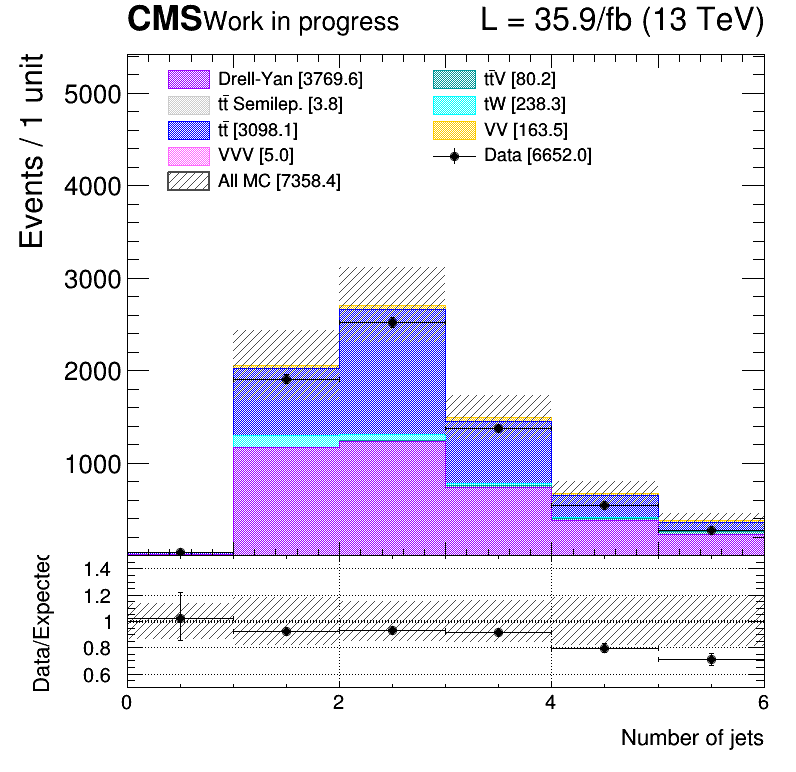 CMS Work in progress L = 35.9/fb (13 TeV)
Events / 1 unit
Drell-Yan [3769.6]
tt̄V [80.2]
tt̄ Semilep. [3.8]
tW [238.3]
tt̄ [3098.1]
VV [163.5]
VVV [5.0]
Data [6652.0]
All MC [7358.4]
5000
4000
3000
2000
1000
Data/Expected
1.4
1.2
1
0.8
0.6
0 2 4 6
Number of jets